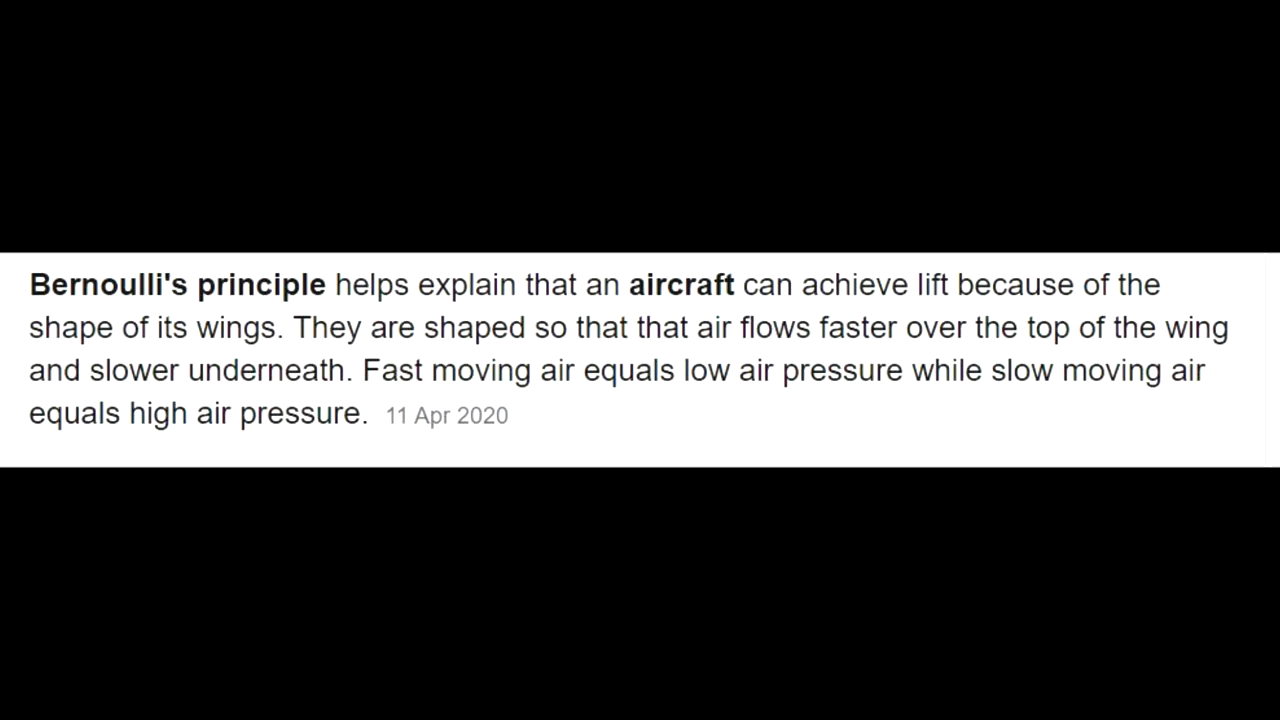 Bernoulli's principle helps explain that an aircraft can achieve lift because of the
shape of its wings. They are shaped so that that air flows faster over the top of the wing
and slower underneath. Fast moving air equals low air pressure while slow moving air
equals high air pressure. 11 Apr 2020